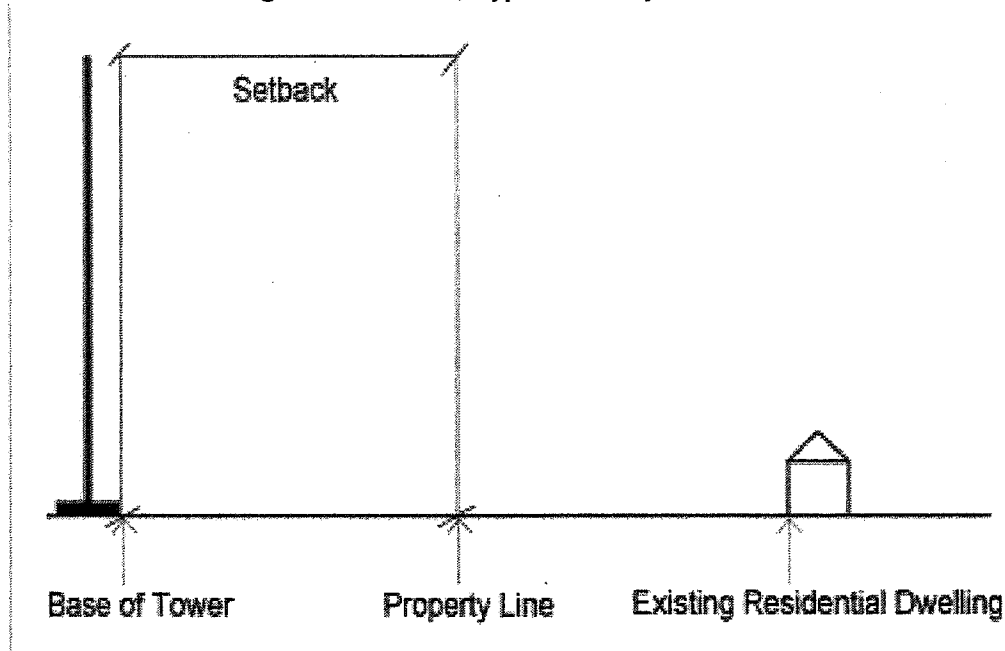 Setback
Base of Tower
Property Line
Existing Residential Dwelling